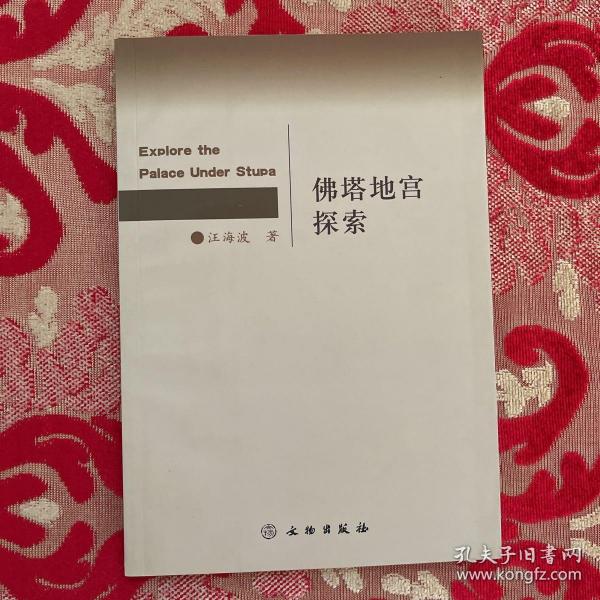 Explore the
Palace Under Stupa
佛塔地宫
探索
●汪海波 著
文物出版社
孔夫子旧书网
www.kongfz.com